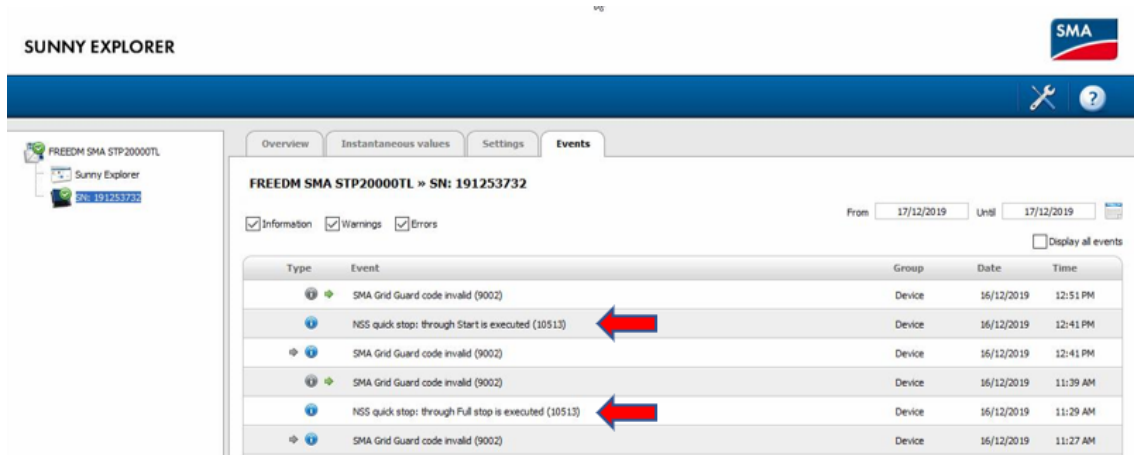 SUNNY EXPLORER
SMA
?
FREEDM SMA STP20000TL
Sunny Explorer
SN: 191253732
Overview Instantaneous values Settings Events
FREEDM SMA STP20000TL » SN: 191253732
Information Warnings Errors
From 17/12/2019 Until 17/12/2019
Display all events
Type Event Group Date Time
SMA Grid Guard code invalid (9002) Device 16/12/2019 12:51 PM
NSS quick stop: through Start is executed (10513) Device 16/12/2019 12:41 PM
SMA Grid Guard code invalid (9002) Device 16/12/2019 12:41 PM
SMA Grid Guard code invalid (9002) Device 16/12/2019 11:39 AM
NSS quick stop: through Full stop is executed (10513) Device 16/12/2019 11:29 AM
SMA Grid Guard code invalid (9002) Device 16/12/2019 11:27 AM